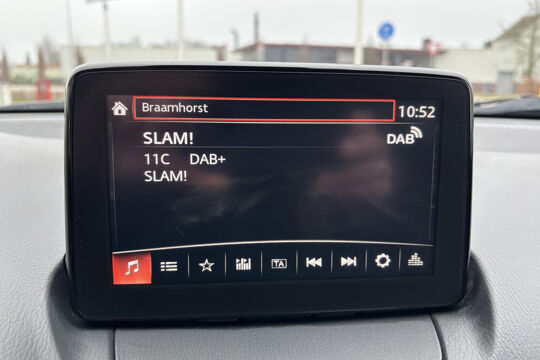 Braamhorst
10:52
SLAM!
DAB
11C DAB+
SLAM!
TA